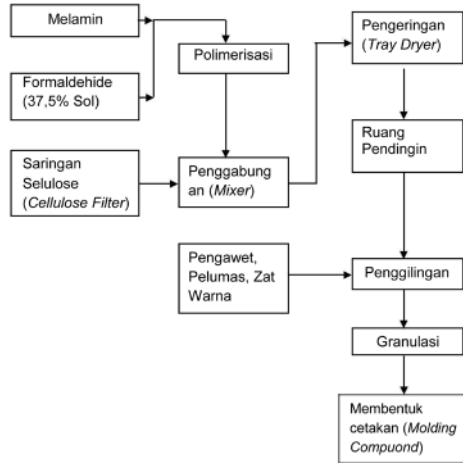 Melamin
Formaldehide
(37,5% Sol)
Polimerisasi
Saringan
Selulose
(Cellulose Filter)
Penggabung
an (Mixer)
Pengeringan
(Tray Dryer)
Ruang
Pendingin
Pengawet,
Pelumas, Zat
Warna
Penggilingan
Granulasi
Membentuk
cetakan (Molding
Compuond)